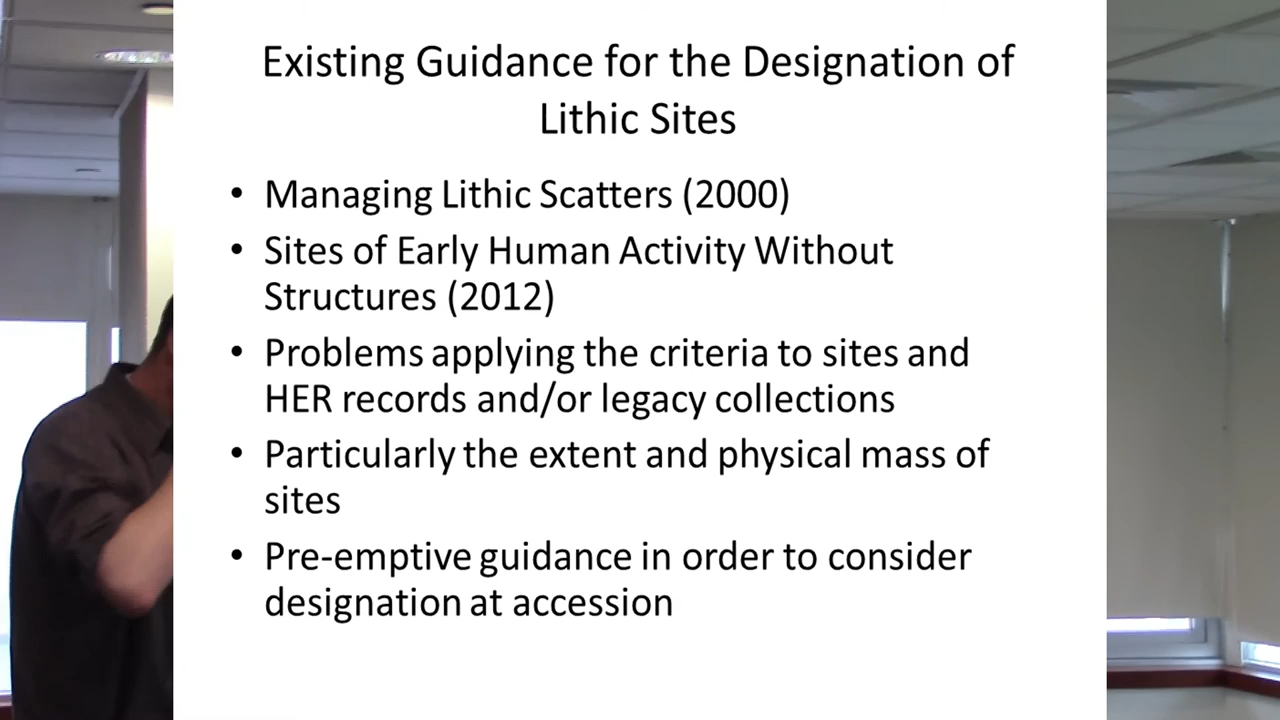 Existing Guidance for the Designation of
Lithic Sites
• Managing Lithic Scatters (2000)
• Sites of Early Human Activity Without
Structures (2012)
• Problems applying the criteria to sites and
HER records and/or legacy collections
• Particularly the extent and physical mass of
sites
• Pre-emptive guidance in order to consider
designation at accession